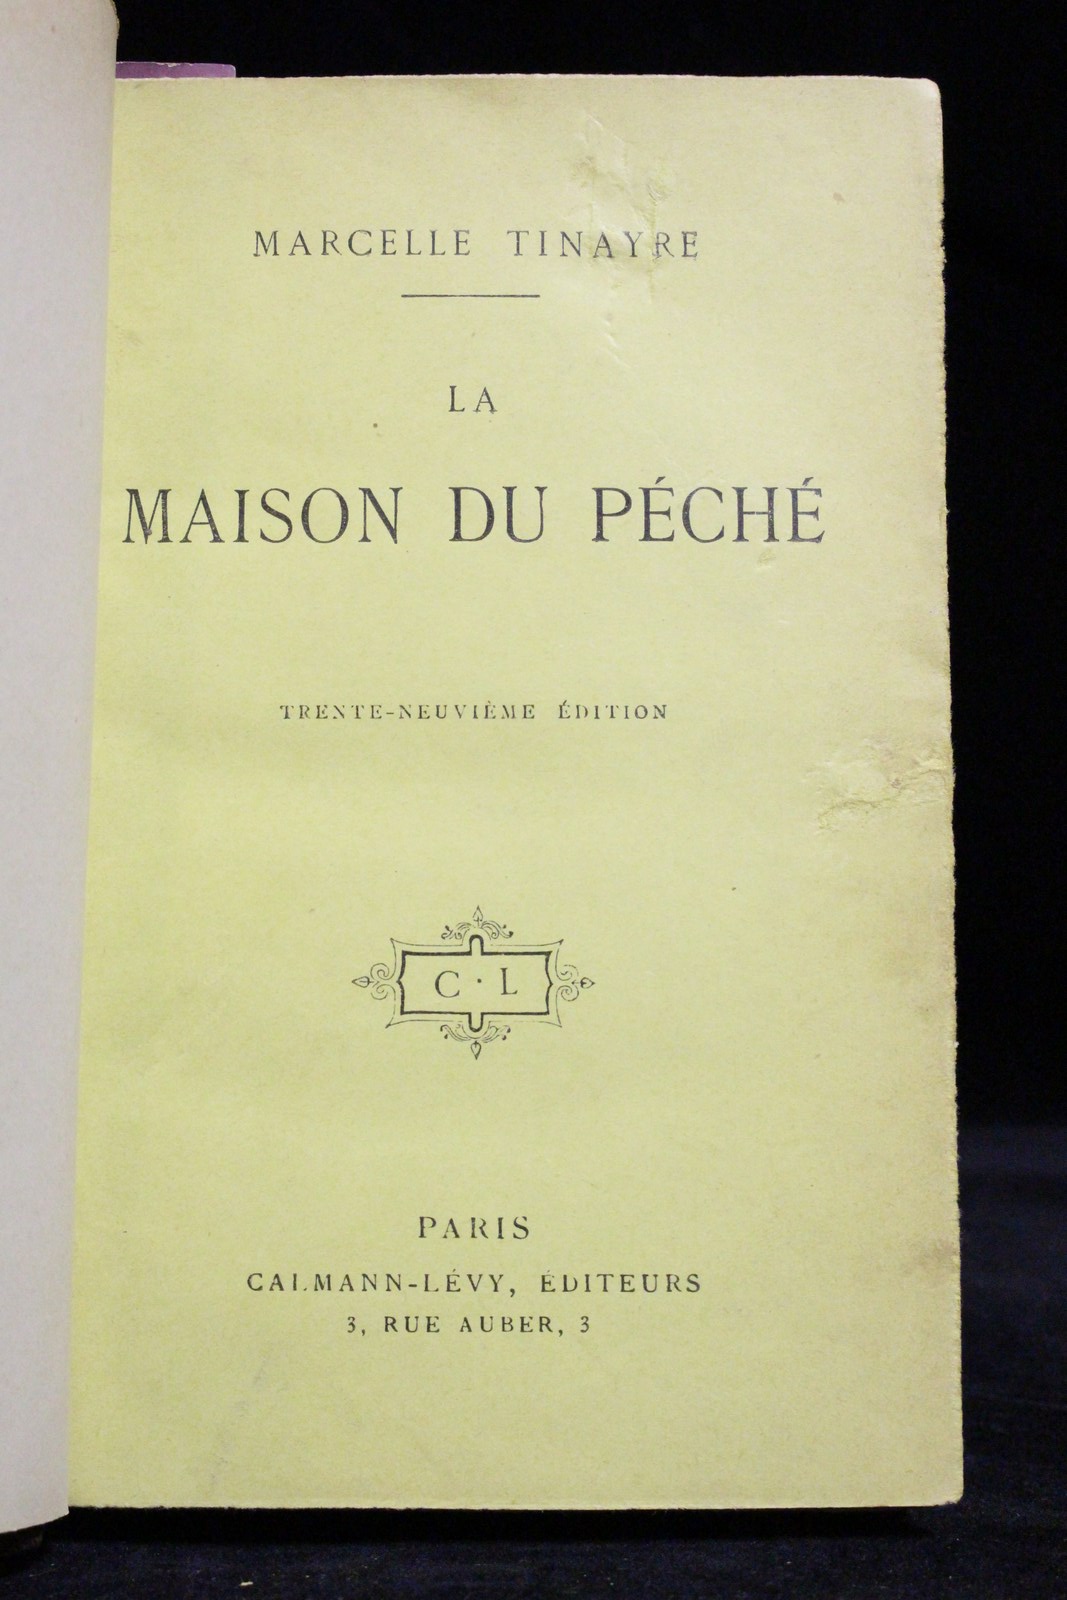 MARCELLE TINAYRE
LA
MAISON DU PÉCHÉ
TRENTE-NEUVIÈME ÉDITION
C · L
PARIS
CALMANN-LÉVY, ÉDITEURS
3, RUE AUBER, 3